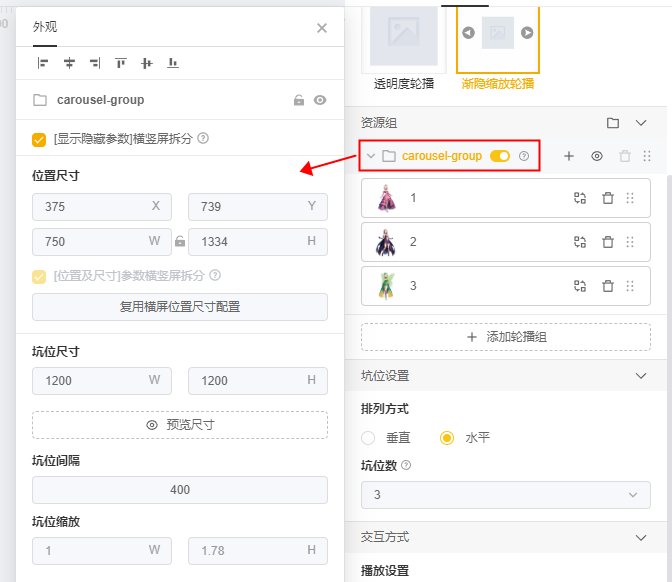 00
外观
carousel-group
[显示隐藏参数]横竖屏拆分
位置尺寸
375 X
739 Y
750 W
1334 H
[位置及尺寸]参数横竖屏拆分
复用横屏位置尺寸配置
坑位尺寸
1200 W
1200 H
预览尺寸
坑位间隔
400
坑位缩放
1 W
1.78 H
透明度轮播
渐隐缩放轮播
资源组
carousel-group
1
2
3
添加轮播组
坑位设置
排列方式
垂直
水平
坑位数
3
交互方式
播放设置